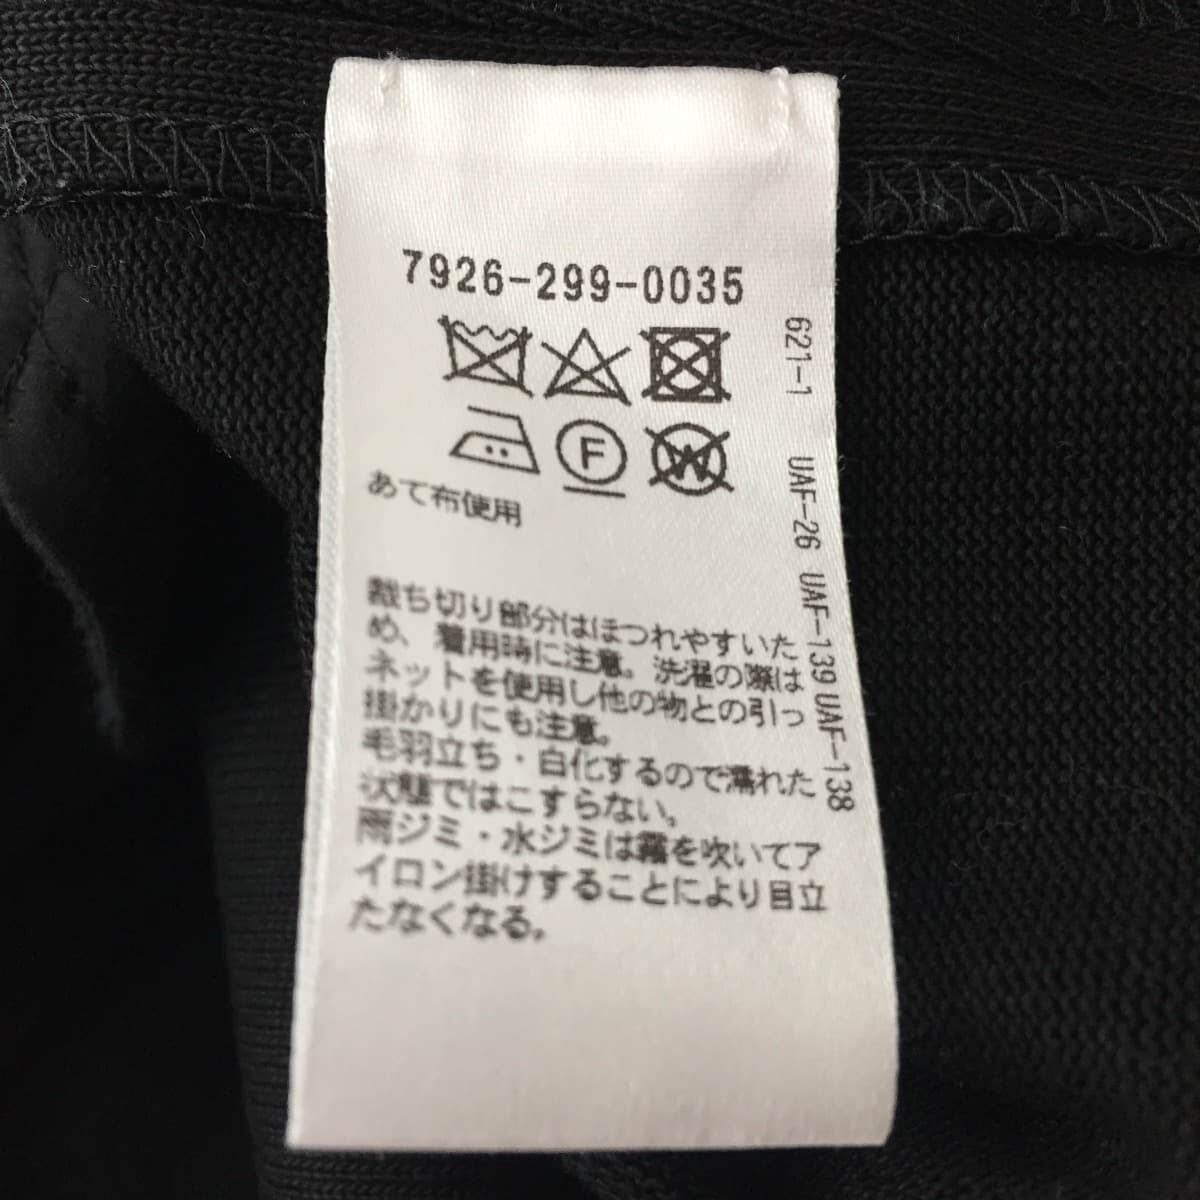 7926-299-0035
F
W
あて布使用
裁ち切り部分はほつれやすいた
め、着用時に注意。洗濯の際は
ネットを使用し他の物との引っ
掛かりにも注意。
毛羽立ち・白化するので濡れた
状態ではこすらない。
雨ジミ・水ジミは霧を吹いてア
イロン掛けすることにより目立
たなくなる。
621-1 UAF-26 UAF-139 UAF-138